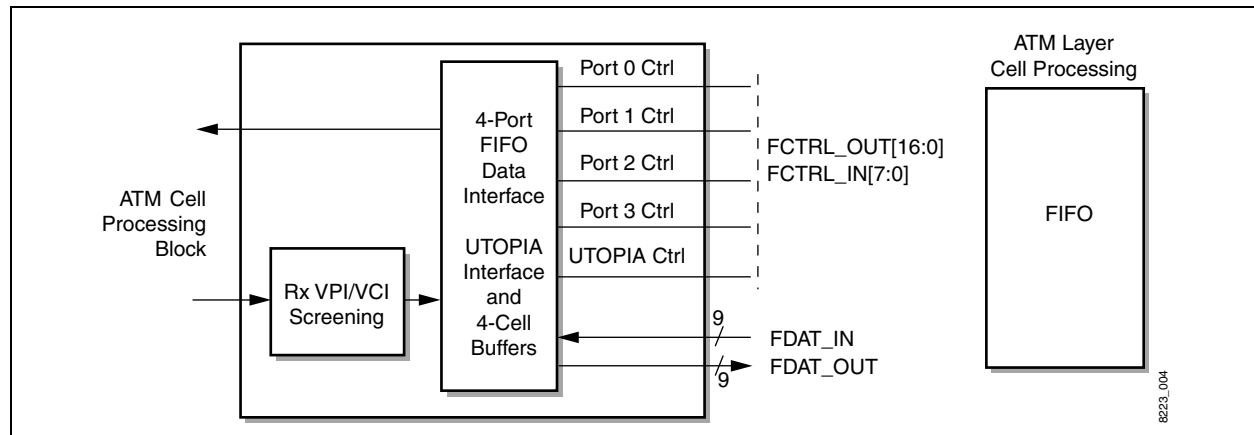 ATM Layer
Cell Processing
Port 0 Ctrl
Port 1 Ctrl
Port 2 Ctrl
Port 3 Ctrl
UTOPIA Ctrl
4-Port
FIFO
Data
Interface
UTOPIA
Interface
and
4-Cell
Buffers
FCTRL_OUT[16:0]
FCTRL_IN[7:0]
FIFO
ATM Cell
Processing
Block
Rx VPI/VCI
Screening
9
FDAT_IN
FDAT_OUT
9
8223_004